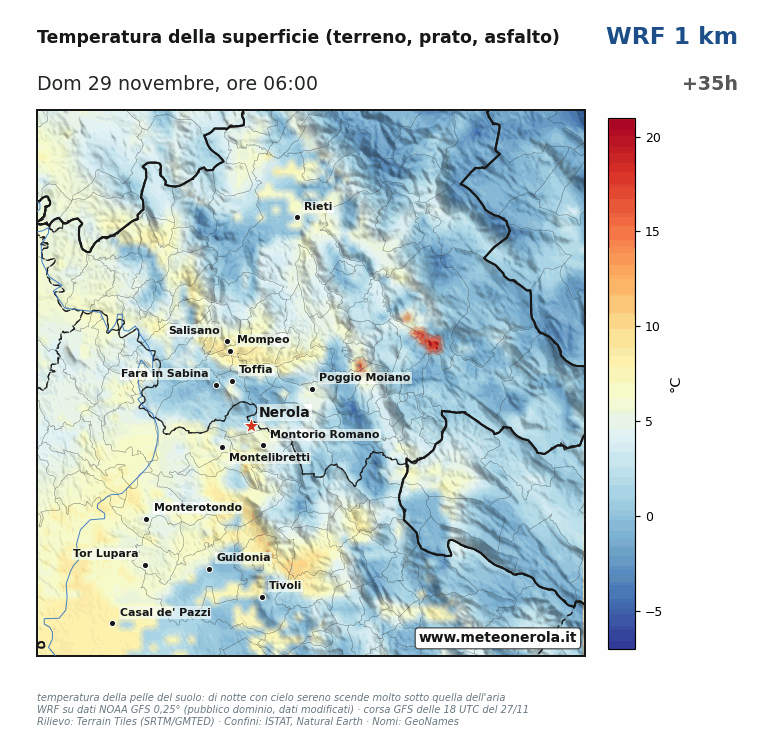 Temperatura della superficie (terreno, prato, asfalto)
WRF 1 km
Dom 29 novembre, ore 06:00
+35h
20
15
10
5
0
−5
°C
Rieti
Salisano
Mompeo
Fara in Sabina
Toffia
Poggio Moiano
Nerola
Montorio Romano
Montelibretti
Monterotondo
Tor Lupara
Guidonia
Tivoli
Casal de' Pazzi
www.meteonerola.it
temperatura della pelle del suolo: di notte con cielo sereno scende molto sotto quella dell'aria
WRF su dati NOAA GFS 0,25° (pubblico dominio, dati modificati) · corsa GFS delle 18 UTC del 27/11
Rilievo: Terrain Tiles (SRTM/GMTED) · Confini: ISTAT, Natural Earth · Nomi: GeoNames